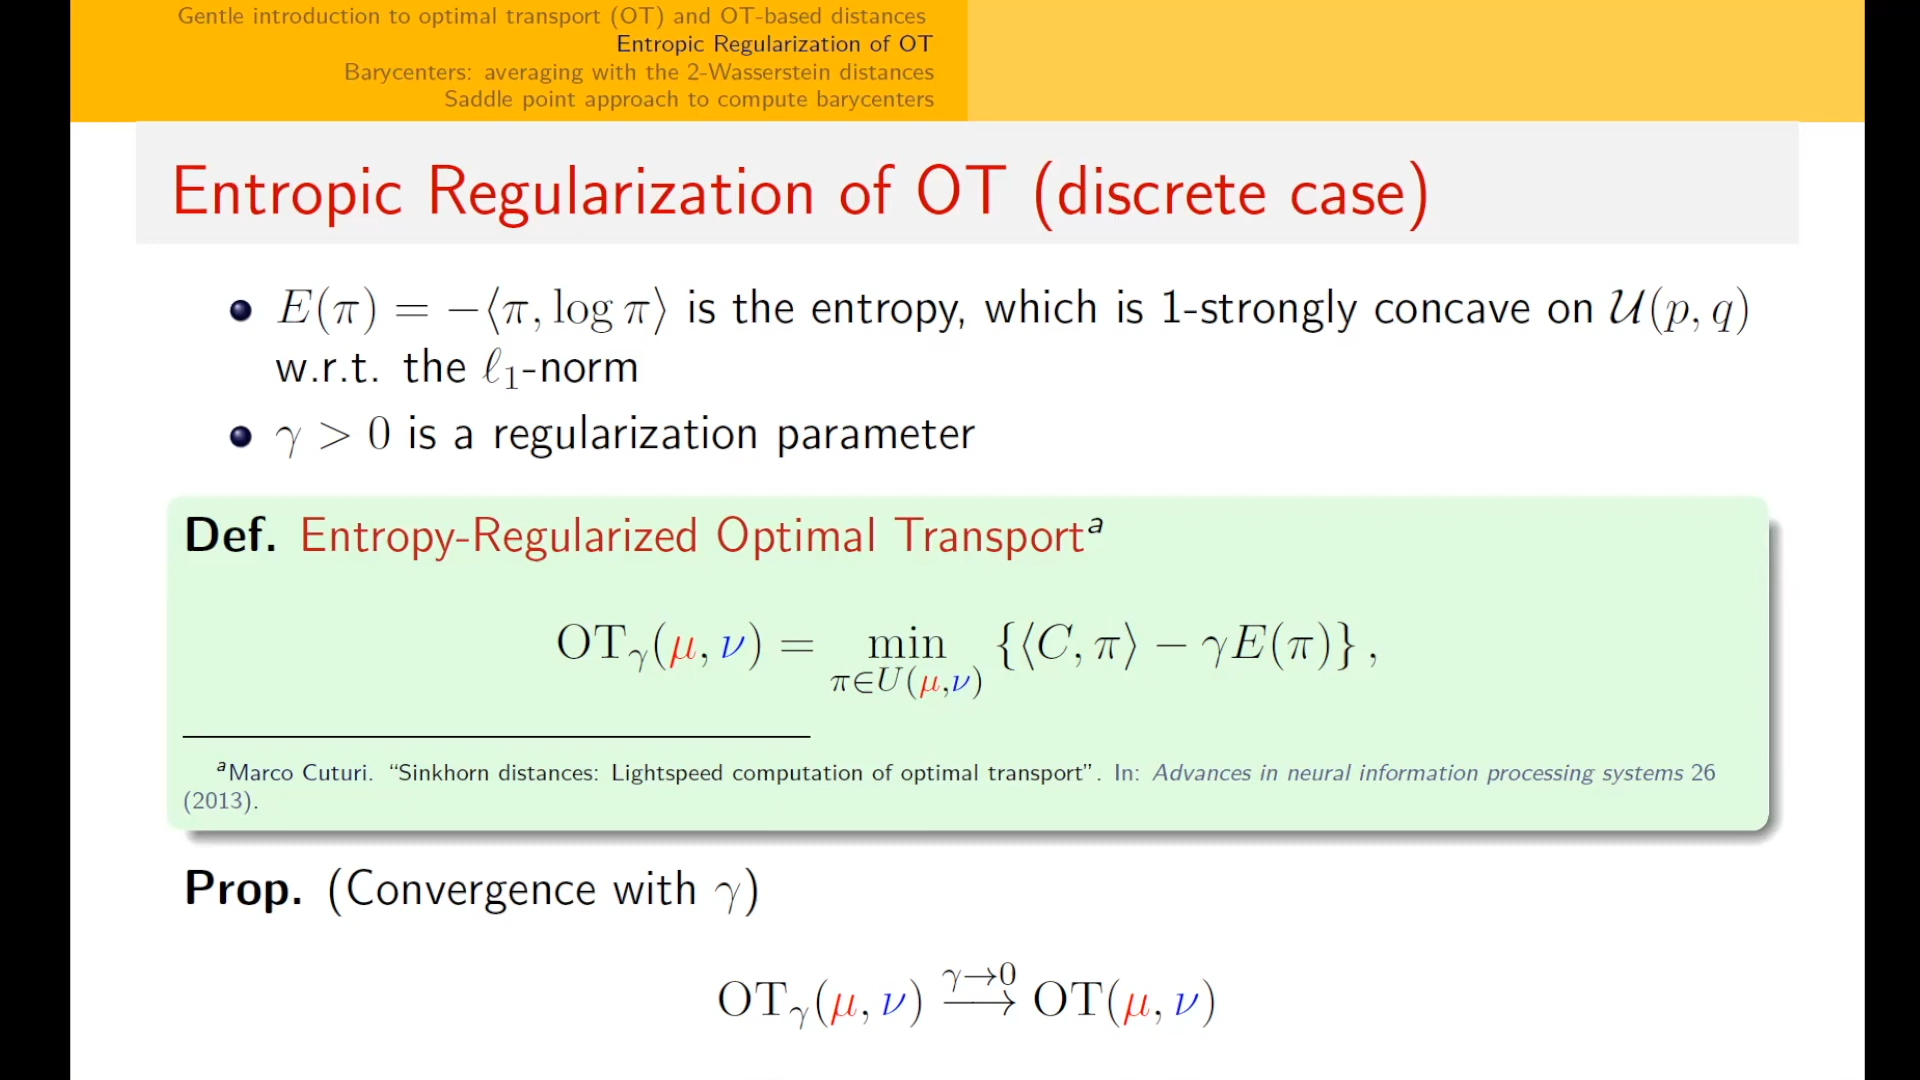 Gentle introduction to optimal transport (OT) and OT-based distances
Entropic Regularization of OT
Barycenters: averaging with the 2-Wasserstein distances
Saddle point approach to compute barycenters
Entropic Regularization of OT (discrete case)
• E(π) = −⟨π, log π⟩ is the entropy, which is 1-strongly concave on 𝒰(p, q)
w.r.t. the ℓ₁-norm
• γ > 0 is a regularization parameter
Def. Entropy-Regularized Optimal Transportᵃ
OT_γ(μ, ν) = min_{π∈U(μ,ν)} {⟨C, π⟩ − γE(π)} ,
ᵃMarco Cuturi. “Sinkhorn distances: Lightspeed computation of optimal transport”. In: Advances in neural information processing systems 26
(2013).
Prop. (Convergence with γ)
OT_γ(μ, ν) \xrightarrow{γ→0} OT(μ, ν)